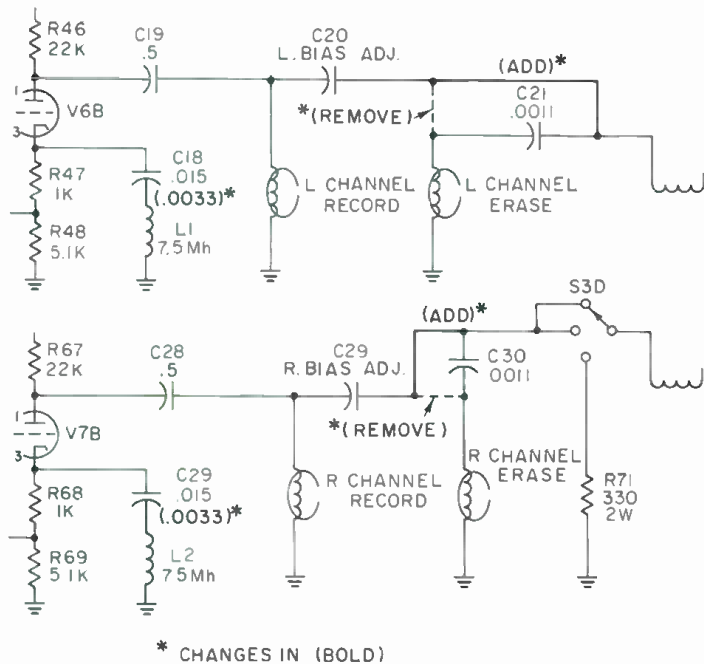 R46
22K
C19
.5
C20
L. BIAS ADJ.
(ADD)*
*(REMOVE)
C21
.0011
1
V6B
3
C18
.015
(.0033)*
R47
1K
L1
7.5Mh
R48
5.1K
L CHANNEL
RECORD
L CHANNEL
ERASE
S3D
(ADD)*
R67
22K
C28
.5
C29
R. BIAS ADJ.
C30
.0011
*(REMOVE)
1
V7B
3
C29
.015
(.0033)*
R68
1K
L2
7.5Mh
R69
5.1K
R CHANNEL
RECORD
R CHANNEL
ERASE
R71
330
2W
* CHANGES IN (BOLD)